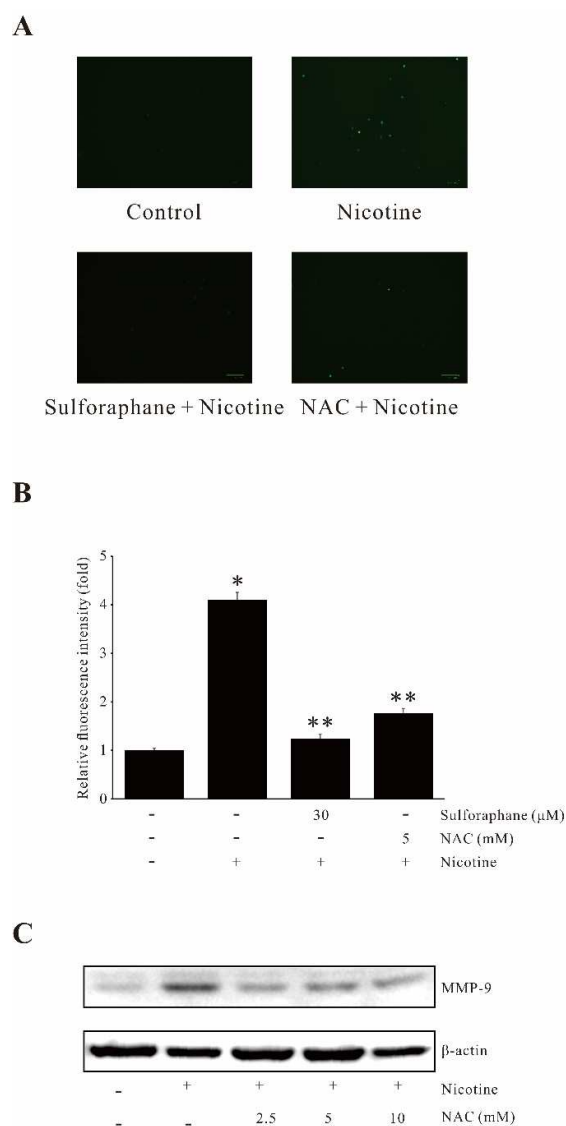 A
Control Nicotine
Sulforaphane + Nicotine NAC + Nicotine
B
Relative fluorescence intensity (fold)
5
4
3
2
1
0
*
**
**
- - 30 - Sulforaphane (μM)
- - - 5 NAC (mM)
- + + + Nicotine
C
MMP-9
β-actin
- + + + + Nicotine
- - 2.5 5 10 NAC (mM)